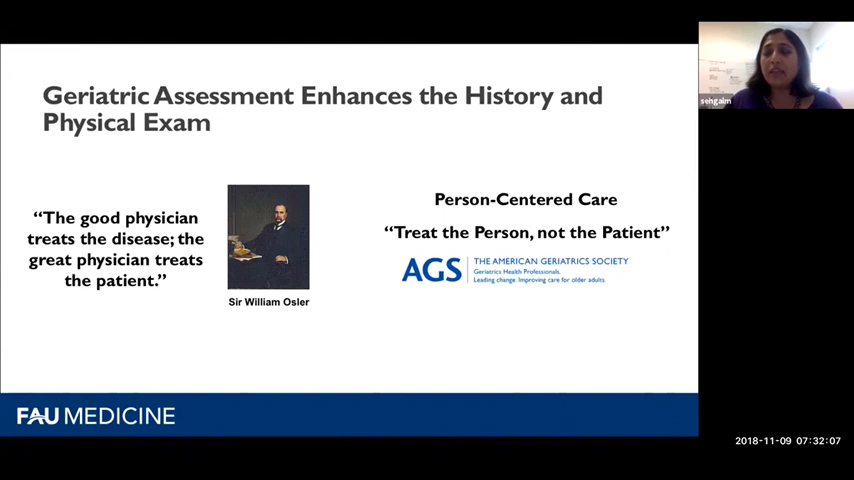 Geriatric Assessment Enhances the History and
Physical Exam
“The good physician
treats the disease; the
great physician treats
the patient.”
Sir William Osler
Person-Centered Care
“Treat the Person, not the Patient”
AGS
THE AMERICAN GERIATRICS SOCIETY
Geriatrics Health Professionals.
Leading change. Improving care for older adults.
FAU MEDICINE
sehgalm
2018-11-09 07:32:07